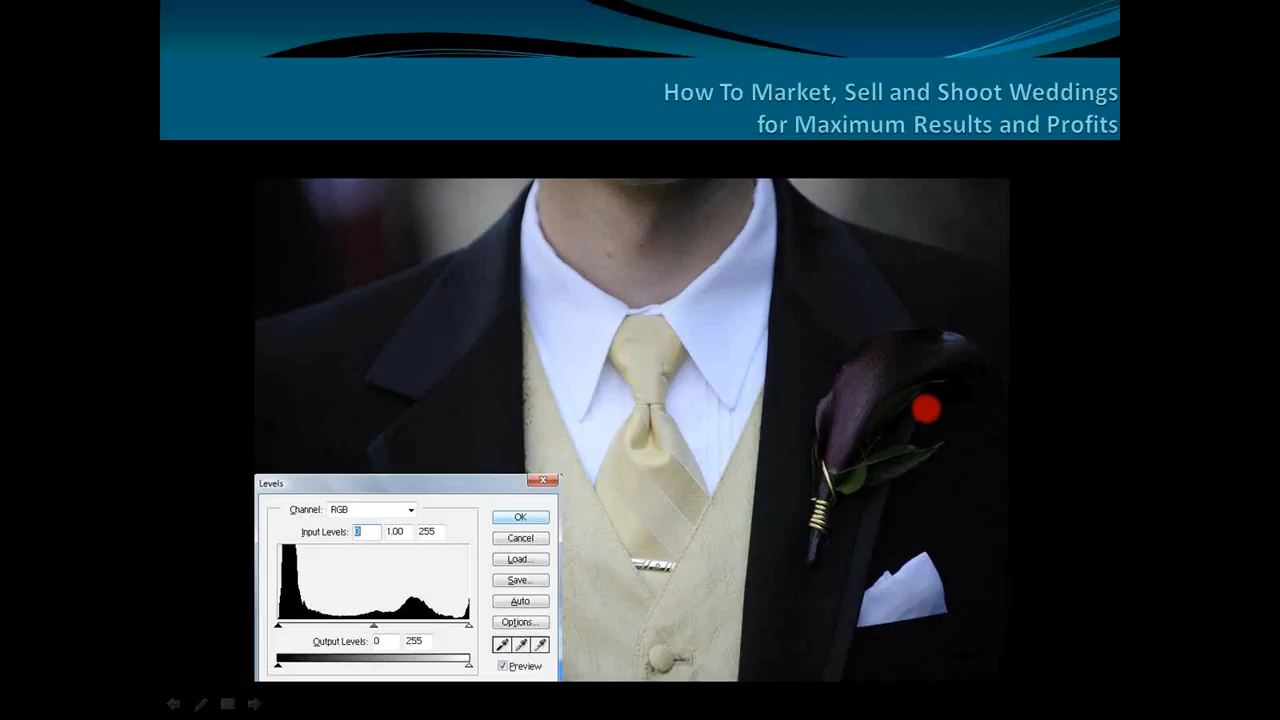 How To Market, Sell and Shoot Weddings
for Maximum Results and Profits
Levels
Channel: RGB
OK
Input Levels: 0 1.00 255
Cancel
Load...
Save...
Auto
Options...
Output Levels: 0 255
Preview